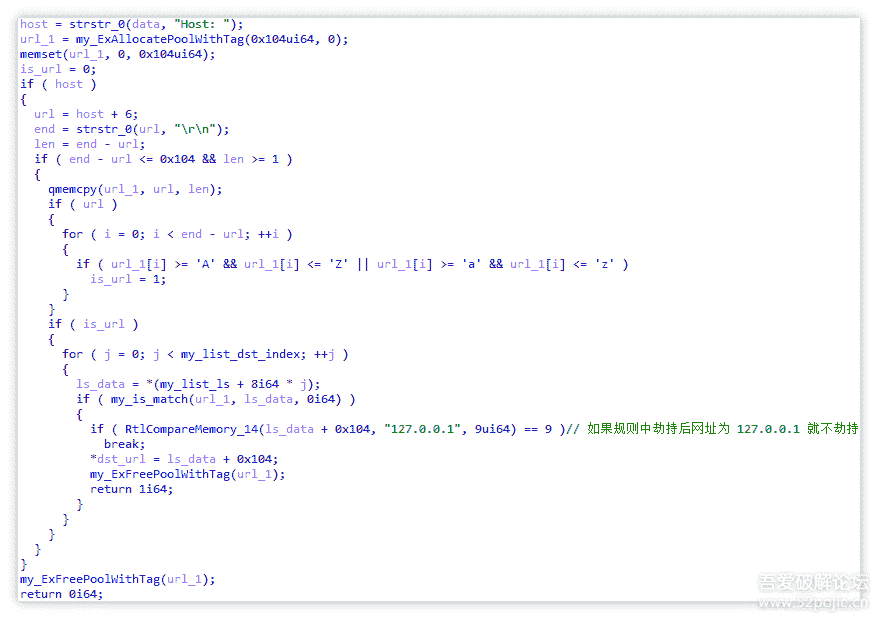 host = strstr_0(data, "Host: ");
url_1 = my_ExAllocatePoolWithTag(0x104ui64, 0);
memset(url_1, 0, 0x104ui64);
is_url = 0;
if ( host )
{
  url = host + 6;
  end = strstr_0(url, "\r\n");
  len = end - url;
  if ( end - url <= 0x104 && len >= 1 )
  {
    qmemcpy(url_1, url, len);
    if ( url )
    {
      for ( i = 0; i < end - url; ++i )
      {
        if ( url_1[i] >= 'A' && url_1[i] <= 'Z' || url_1[i] >= 'a' && url_1[i] <= 'z' )
          is_url = 1;
      }
    }
    if ( is_url )
    {
      for ( j = 0; j < my_list_dst_index; ++j )
      {
        ls_data = *(my_list_ls + 8i64 * j);
        if ( my_is_match(url_1, ls_data, 0i64) )
        {
          if ( RtlCompareMemory_14(ls_data + 0x104, "127.0.0.1", 9ui64) == 9 )// 如果规则中劫持后网址为 127.0.0.1 就不劫持
            break;
          *dst_url = ls_data + 0x104;
          my_ExFreePoolWithTag(url_1);
          return 1i64;
        }
      }
    }
  }
}
my_ExFreePoolWithTag(url_1);
return 0i64;
吾爱破解论坛
www.52pojie.cn